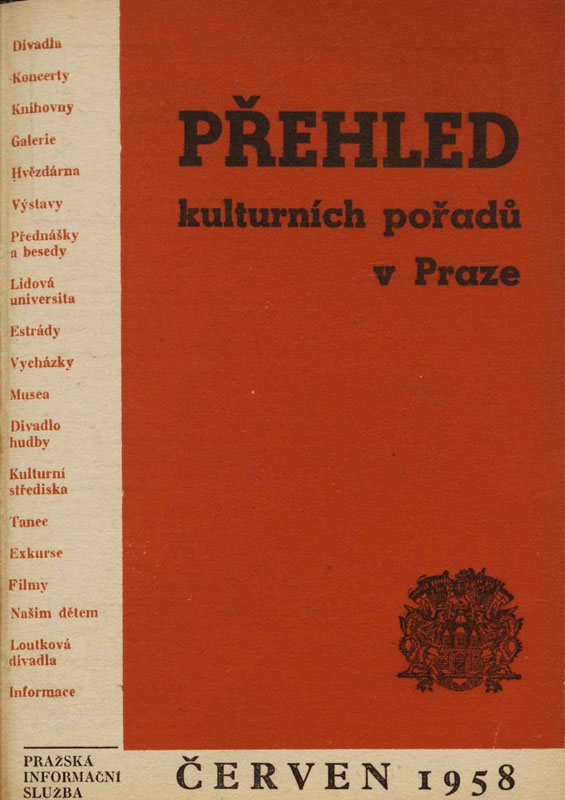 Divadla
Koncerty
Knihovny
Galerie
Hvězdárna
Výstavy
Přednášky
a besedy
Lidová
universita
Estrády
Vycházky
Musea
Divadlo
hudby
Kulturní
střediska
Tanec
Exkurse
Filmy
Našim dětem
Loutková
divadla
Informace
PŘEHLED
kulturních pořadů
v Praze
PRAŽSKÁ
INFORMAČNÍ
SLUŽBA
ČERVEN 1958